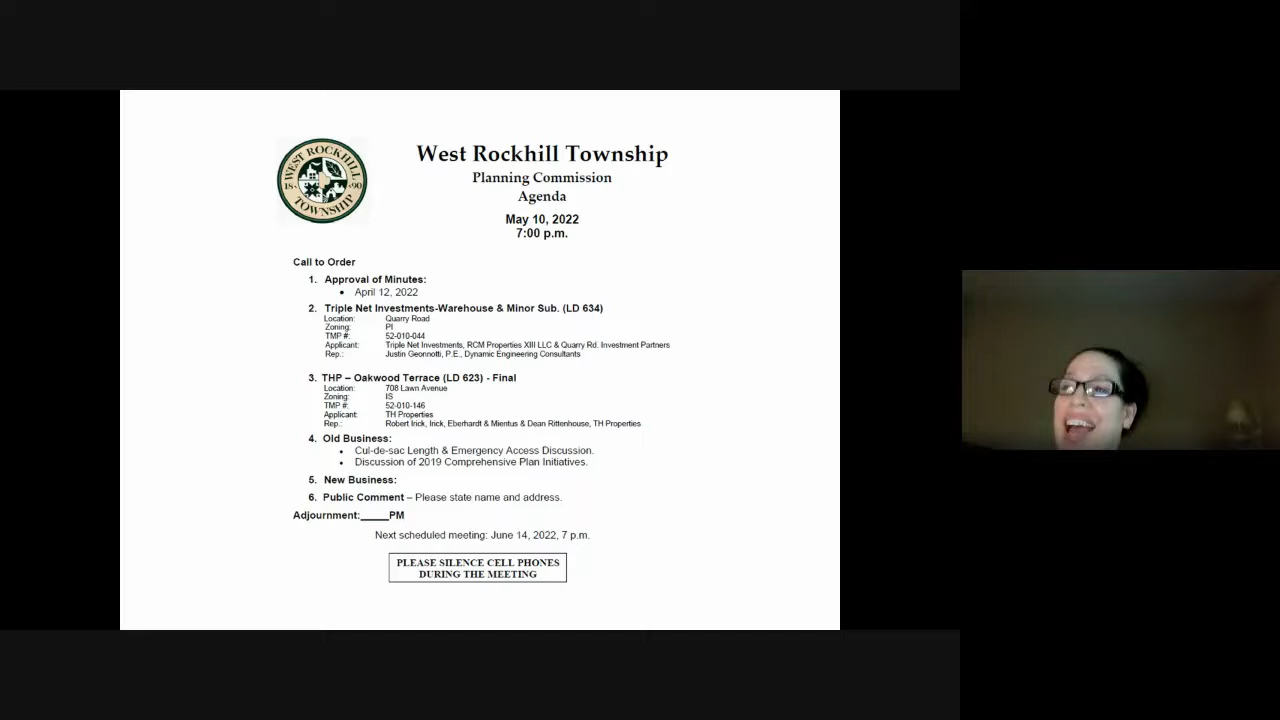 WEST ROCKHILL
18 90
TOWNSHIP
West Rockhill Township
Planning Commission
Agenda
May 10, 2022
7:00 p.m.
Call to Order
1. Approval of Minutes:
• April 12, 2022
2. Triple Net Investments-Warehouse & Minor Sub. (LD 634)
Location: Quarry Road
Zoning: PI
TMP #: 52-010-044
Applicant: Triple Net Investments, RCM Properties XIII LLC & Quarry Rd. Investment Partners
Rep.: Justin Geonnotti, P.E., Dynamic Engineering Consultants
3. THP – Oakwood Terrace (LD 623) - Final
Location: 708 Lawn Avenue
Zoning: IS
TMP #: 52-010-146
Applicant: TH Properties
Rep.: Robert Irick, Irick, Eberhardt & Mientus & Dean Rittenhouse, TH Properties
4. Old Business:
• Cul-de-sac Length & Emergency Access Discussion.
• Discussion of 2019 Comprehensive Plan Initiatives.
5. New Business:
6. Public Comment – Please state name and address.
Adjournment:_____PM
Next scheduled meeting: June 14, 2022, 7 p.m.
PLEASE SILENCE CELL PHONES
DURING THE MEETING